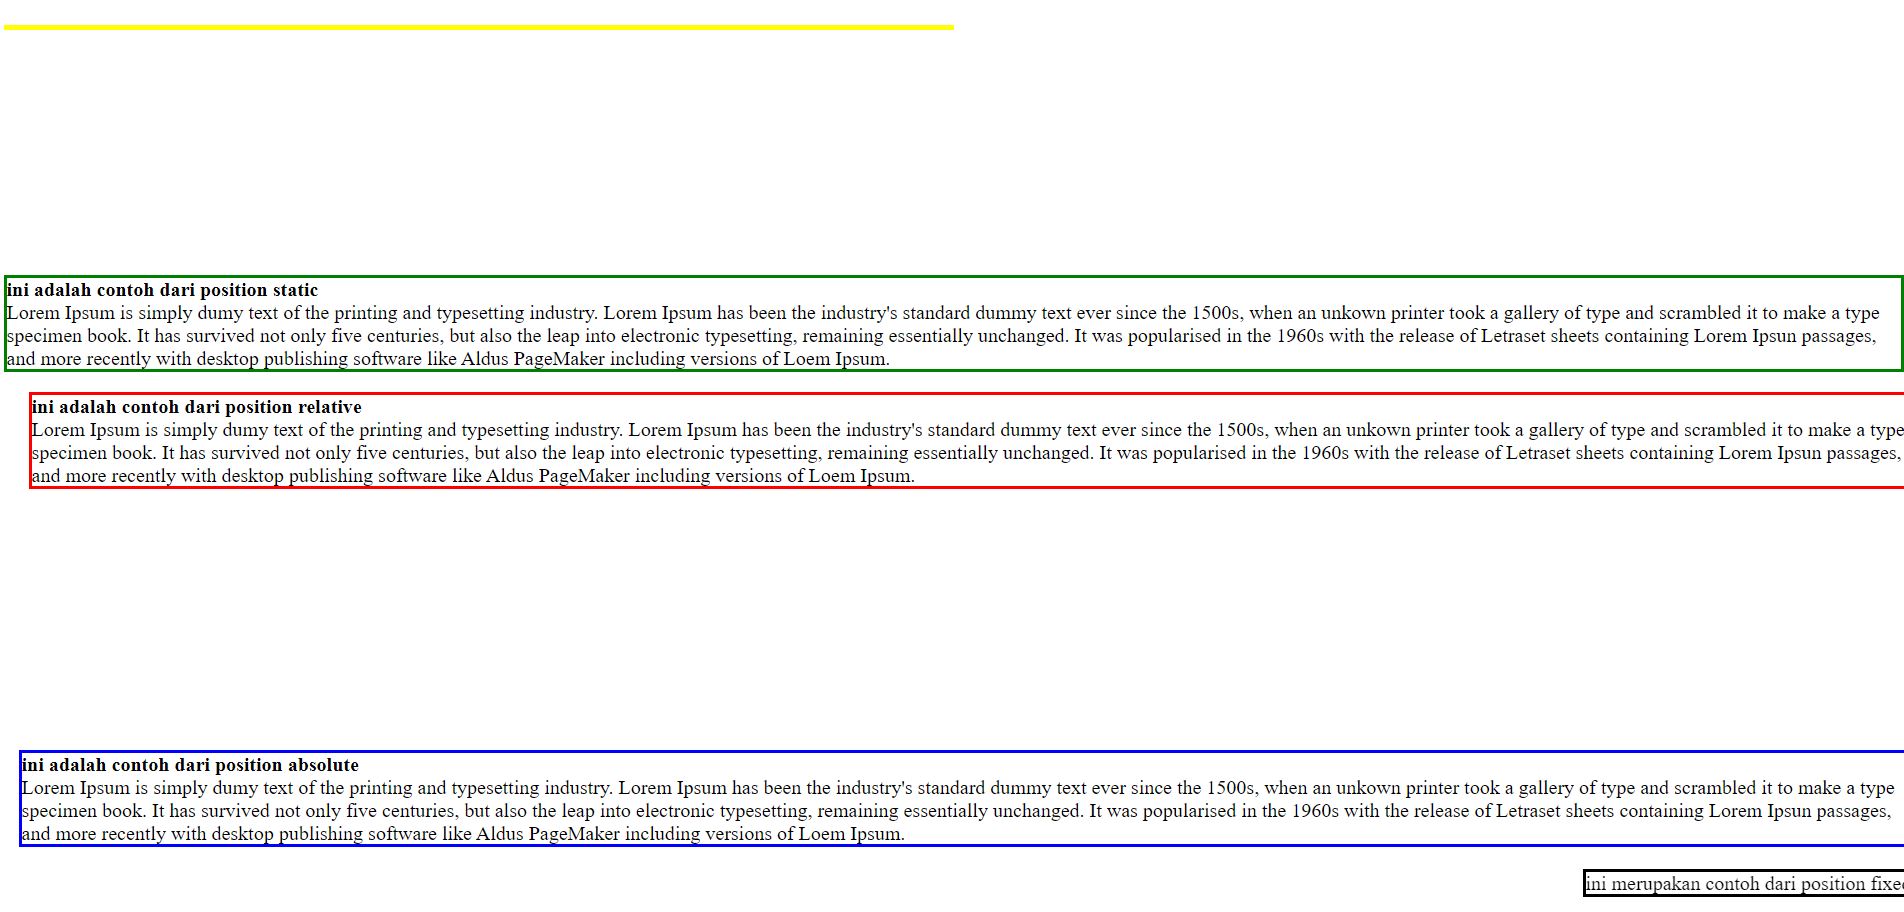 ini adalah contoh dari position static
Lorem Ipsum is simply dumy text of the printing and typesetting industry. Lorem Ipsum has been the industry's standard dummy text ever since the 1500s, when an unkown printer took a gallery of type and scrambled it to make a type
specimen book. It has survived not only five centuries, but also the leap into electronic typesetting, remaining essentially unchanged. It was popularised in the 1960s with the release of Letraset sheets containing Lorem Ipsun passages,
and more recently with desktop publishing software like Aldus PageMaker including versions of Loem Ipsum.
ini adalah contoh dari position relative
Lorem Ipsum is simply dumy text of the printing and typesetting industry. Lorem Ipsum has been the industry's standard dummy text ever since the 1500s, when an unkown printer took a gallery of type and scrambled it to make a type
specimen book. It has survived not only five centuries, but also the leap into electronic typesetting, remaining essentially unchanged. It was popularised in the 1960s with the release of Letraset sheets containing Lorem Ipsun passages,
and more recently with desktop publishing software like Aldus PageMaker including versions of Loem Ipsum.
ini adalah contoh dari position absolute
Lorem Ipsum is simply dumy text of the printing and typesetting industry. Lorem Ipsum has been the industry's standard dummy text ever since the 1500s, when an unkown printer took a gallery of type and scrambled it to make a type
specimen book. It has survived not only five centuries, but also the leap into electronic typesetting, remaining essentially unchanged. It was popularised in the 1960s with the release of Letraset sheets containing Lorem Ipsun passages,
and more recently with desktop publishing software like Aldus PageMaker including versions of Loem Ipsum.
ini merupakan contoh dari position fixe